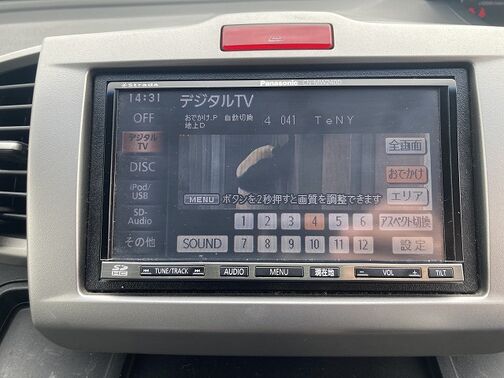 Strada
Panasonic
CN-MW240D
14:31
デジタルTV
OFF
おでかけ.P 自動切換
地上D
4 041 TeNY
デジタル
TV
全画面
DISC
おでかけ
iPod/
USB
MENU ボタンを2秒押すと画質を調整できます
エリア
SD-
Audio
1 2 3 4 5 6 アスペクト切換
その他
SOUND 7 8 9 10 11 12 設定
SD HC
TUNE/TRACK AUDIO MENU 現在地 − VOL + TILT